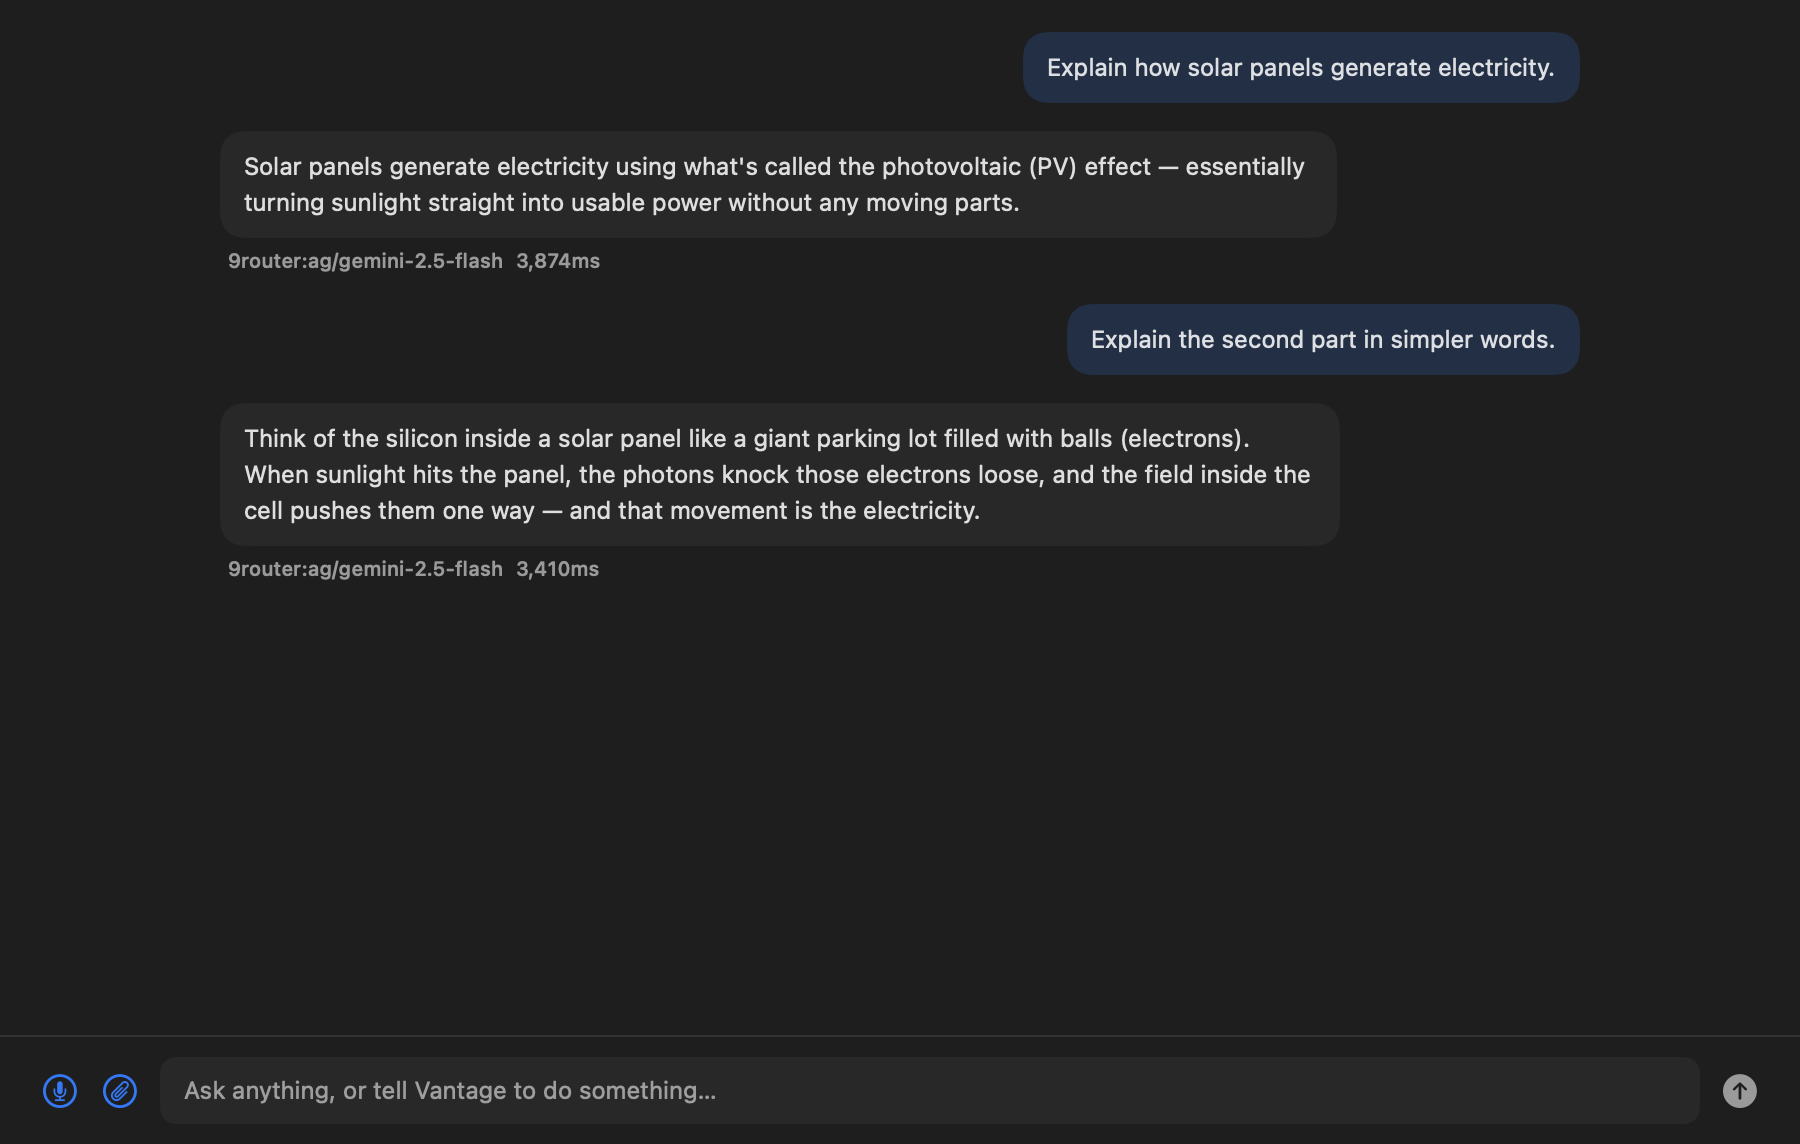 Explain how solar panels generate electricity.
Solar panels generate electricity using what's called the photovoltaic (PV) effect — essentially
turning sunlight straight into usable power without any moving parts.
9router:ag/gemini-2.5-flash 3,874ms
Explain the second part in simpler words.
Think of the silicon inside a solar panel like a giant parking lot filled with balls (electrons).
When sunlight hits the panel, the photons knock those electrons loose, and the field inside the
cell pushes them one way — and that movement is the electricity.
9router:ag/gemini-2.5-flash 3,410ms
Ask anything, or tell Vantage to do something...